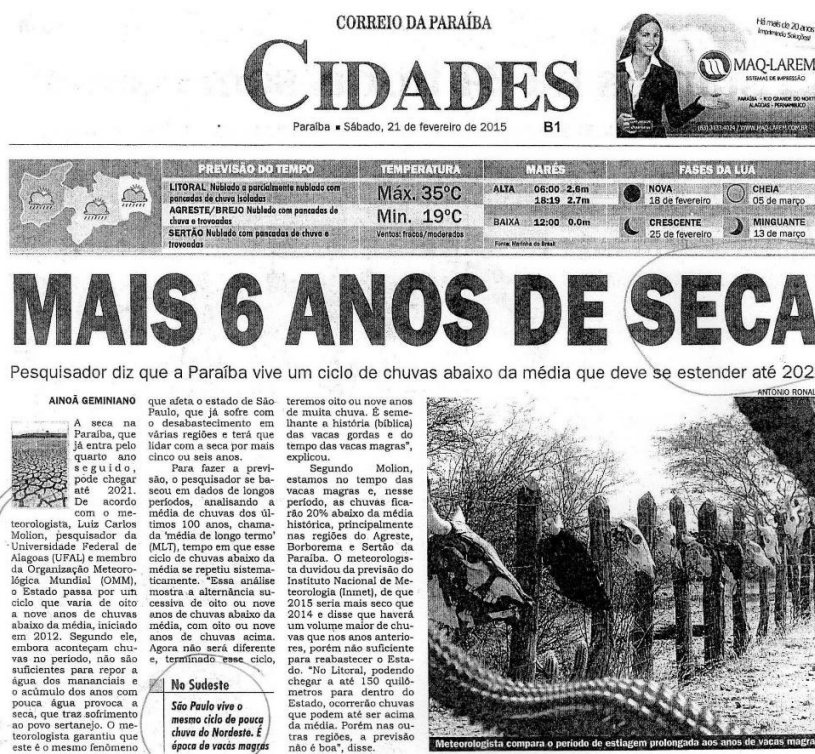 CORREIO DA PARAÍBA
CIDADES
Paraíba ■ Sábado, 21 de fevereiro de 2015 B1
Há mais de 20 anos
Imprimindo Soluções!
MAQ-LAREM
SISTEMAS DE IMPRESSÃO
PARAÍBA - RIO GRANDE DO NORTE
ALAGOAS - PERNAMBUCO
PREVISÃO DO TEMPO
LITORAL Nublado a parcialmente nublado com
pancadas de chuva isoladas
AGRESTE/BREJO Nublado com pancadas de
chuva e trovoadas
SERTÃO Nublado com pancadas de chuva e
trovoadas
TEMPERATURA
Máx. 35°C
Min. 19°C
Ventos: fracos/moderados
MARÉS
ALTA 06:00 2.6m
18:19 2.7m
BAIXA 12:00 0.0m
Fonte: Marinha do Brasil
FASES DA LUA
NOVA
18 de fevereiro
CHEIA
05 de março
CRESCENTE
25 de fevereiro
MINGUANTE
13 de março
MAIS 6 ANOS DE SECA
Pesquisador diz que a Paraíba vive um ciclo de chuvas abaixo da média que deve se estender até 202
AINOÃ GEMINIANO
A seca na
Paraíba, que
já entra pelo
quarto ano
seguido,
pode chegar
até 2021.
De acordo
com o me-
teorologista, Luiz Carlos
Molion, pesquisador da
Universidade Federal de
Alagoas (UFAL) e membro
da Organização Meteoro-
lógica Mundial (OMM),
o Estado passa por um
ciclo que varia de oito
a nove anos de chuvas
abaixo da média, iniciado
em 2012. Segundo ele,
embora aconteçam chu-
vas no período, não são
suficientes para repor a
água dos mananciais e
o acúmulo dos anos com
pouca água provoca a
seca, que traz sofrimento
ao povo sertanejo. O me-
teorologista garantiu que
este é o mesmo fenômeno
que afeta o estado de São
Paulo, que já sofre com
o desabastecimento em
várias regiões e terá que
lidar com a seca por mais
cinco ou seis anos.
Para fazer a previ-
são, o pesquisador se ba-
seou em dados de longos
períodos, analisando a
média de chuvas dos úl-
timos 100 anos, chama-
da 'média de longo termo'
(MLT), tempo em que esse
ciclo de chuvas abaixo da
média se repetiu sistema-
ticamente. "Essa análise
mostra a alternância su-
cessiva de oito ou nove
anos de chuvas abaixo da
média, com oito ou nove
anos de chuvas acima.
Agora não será diferente
e, terminado esse ciclo,
No Sudeste
São Paulo vive o
mesmo ciclo de pouca
chuva do Nordeste. É
época de vacas magras
teremos oito ou nove anos
de muita chuva. É seme-
lhante a história (bíblica)
das vacas gordas e do
tempo das vacas magras",
explicou.
Segundo Molion,
estamos no tempo das
vacas magras e, nesse
período, as chuvas fica-
rão 20% abaixo da média
histórica, principalmente
nas regiões do Agreste,
Borborema e Sertão da
Paraíba. O meteorologis-
ta duvidou da previsão do
Instituto Nacional de Me-
teorologia (Inmet), de que
2015 seria mais seco que
2014 e disse que haverá
um volume maior de chu-
vas que nos anos anterio-
res, porém não suficiente
para reabastecer o Esta-
do. "No Litoral, podendo
chegar a até 150 quilô-
metros para dentro do
Estado, ocorrerão chuvas
que podem até ser acima
da média. Porém nas ou-
tras regiões, a previsão
não é boa", disse.
ANTONIO RONAL
Meteorologista compara o período de estiagem prolongada aos anos de vacas magras